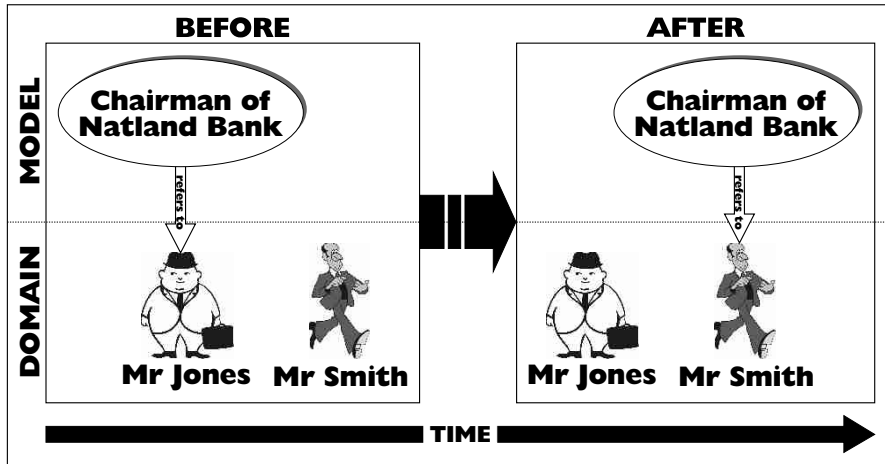 BEFORE
AFTER
MODEL
Chairman of
Natland Bank
refers to
Chairman of
Natland Bank
refers to
DOMAIN
Mr Jones
Mr Smith
Mr Jones
Mr Smith
TIME